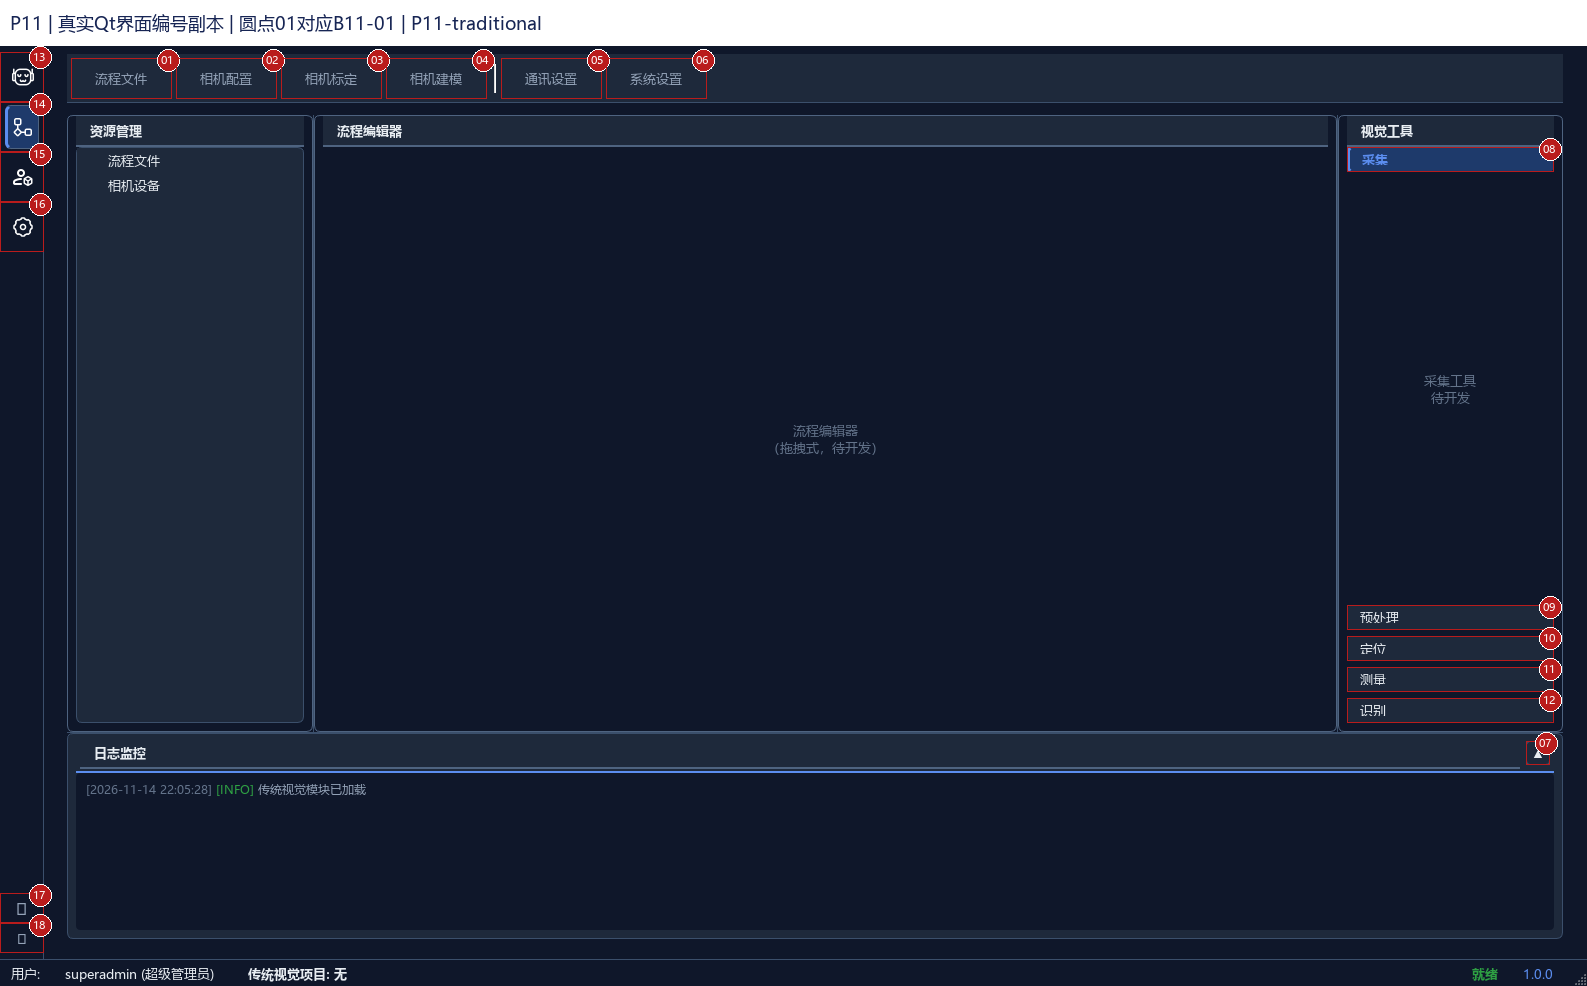 P11 | 真实Qt界面编号副本 | 圆点01对应B11-01 | P11-traditional
13
14
15
16
流程文件 01
相机配置 02
相机标定 03
相机建模 04
通讯设置 05
系统设置 06
资源管理
流程文件
相机设备
流程编辑器
流程编辑器
（拖拽式，待开发）
视觉工具
采集 08
采集工具
待开发
预处理 09
定位 10
测量 11
识别 12
日志监控 07
[2026-11-14 22:05:28] [INFO] 传统视觉模块已加载
17
18
用户: superadmin (超级管理员) 传统视觉项目: 无 就绪 1.0.0